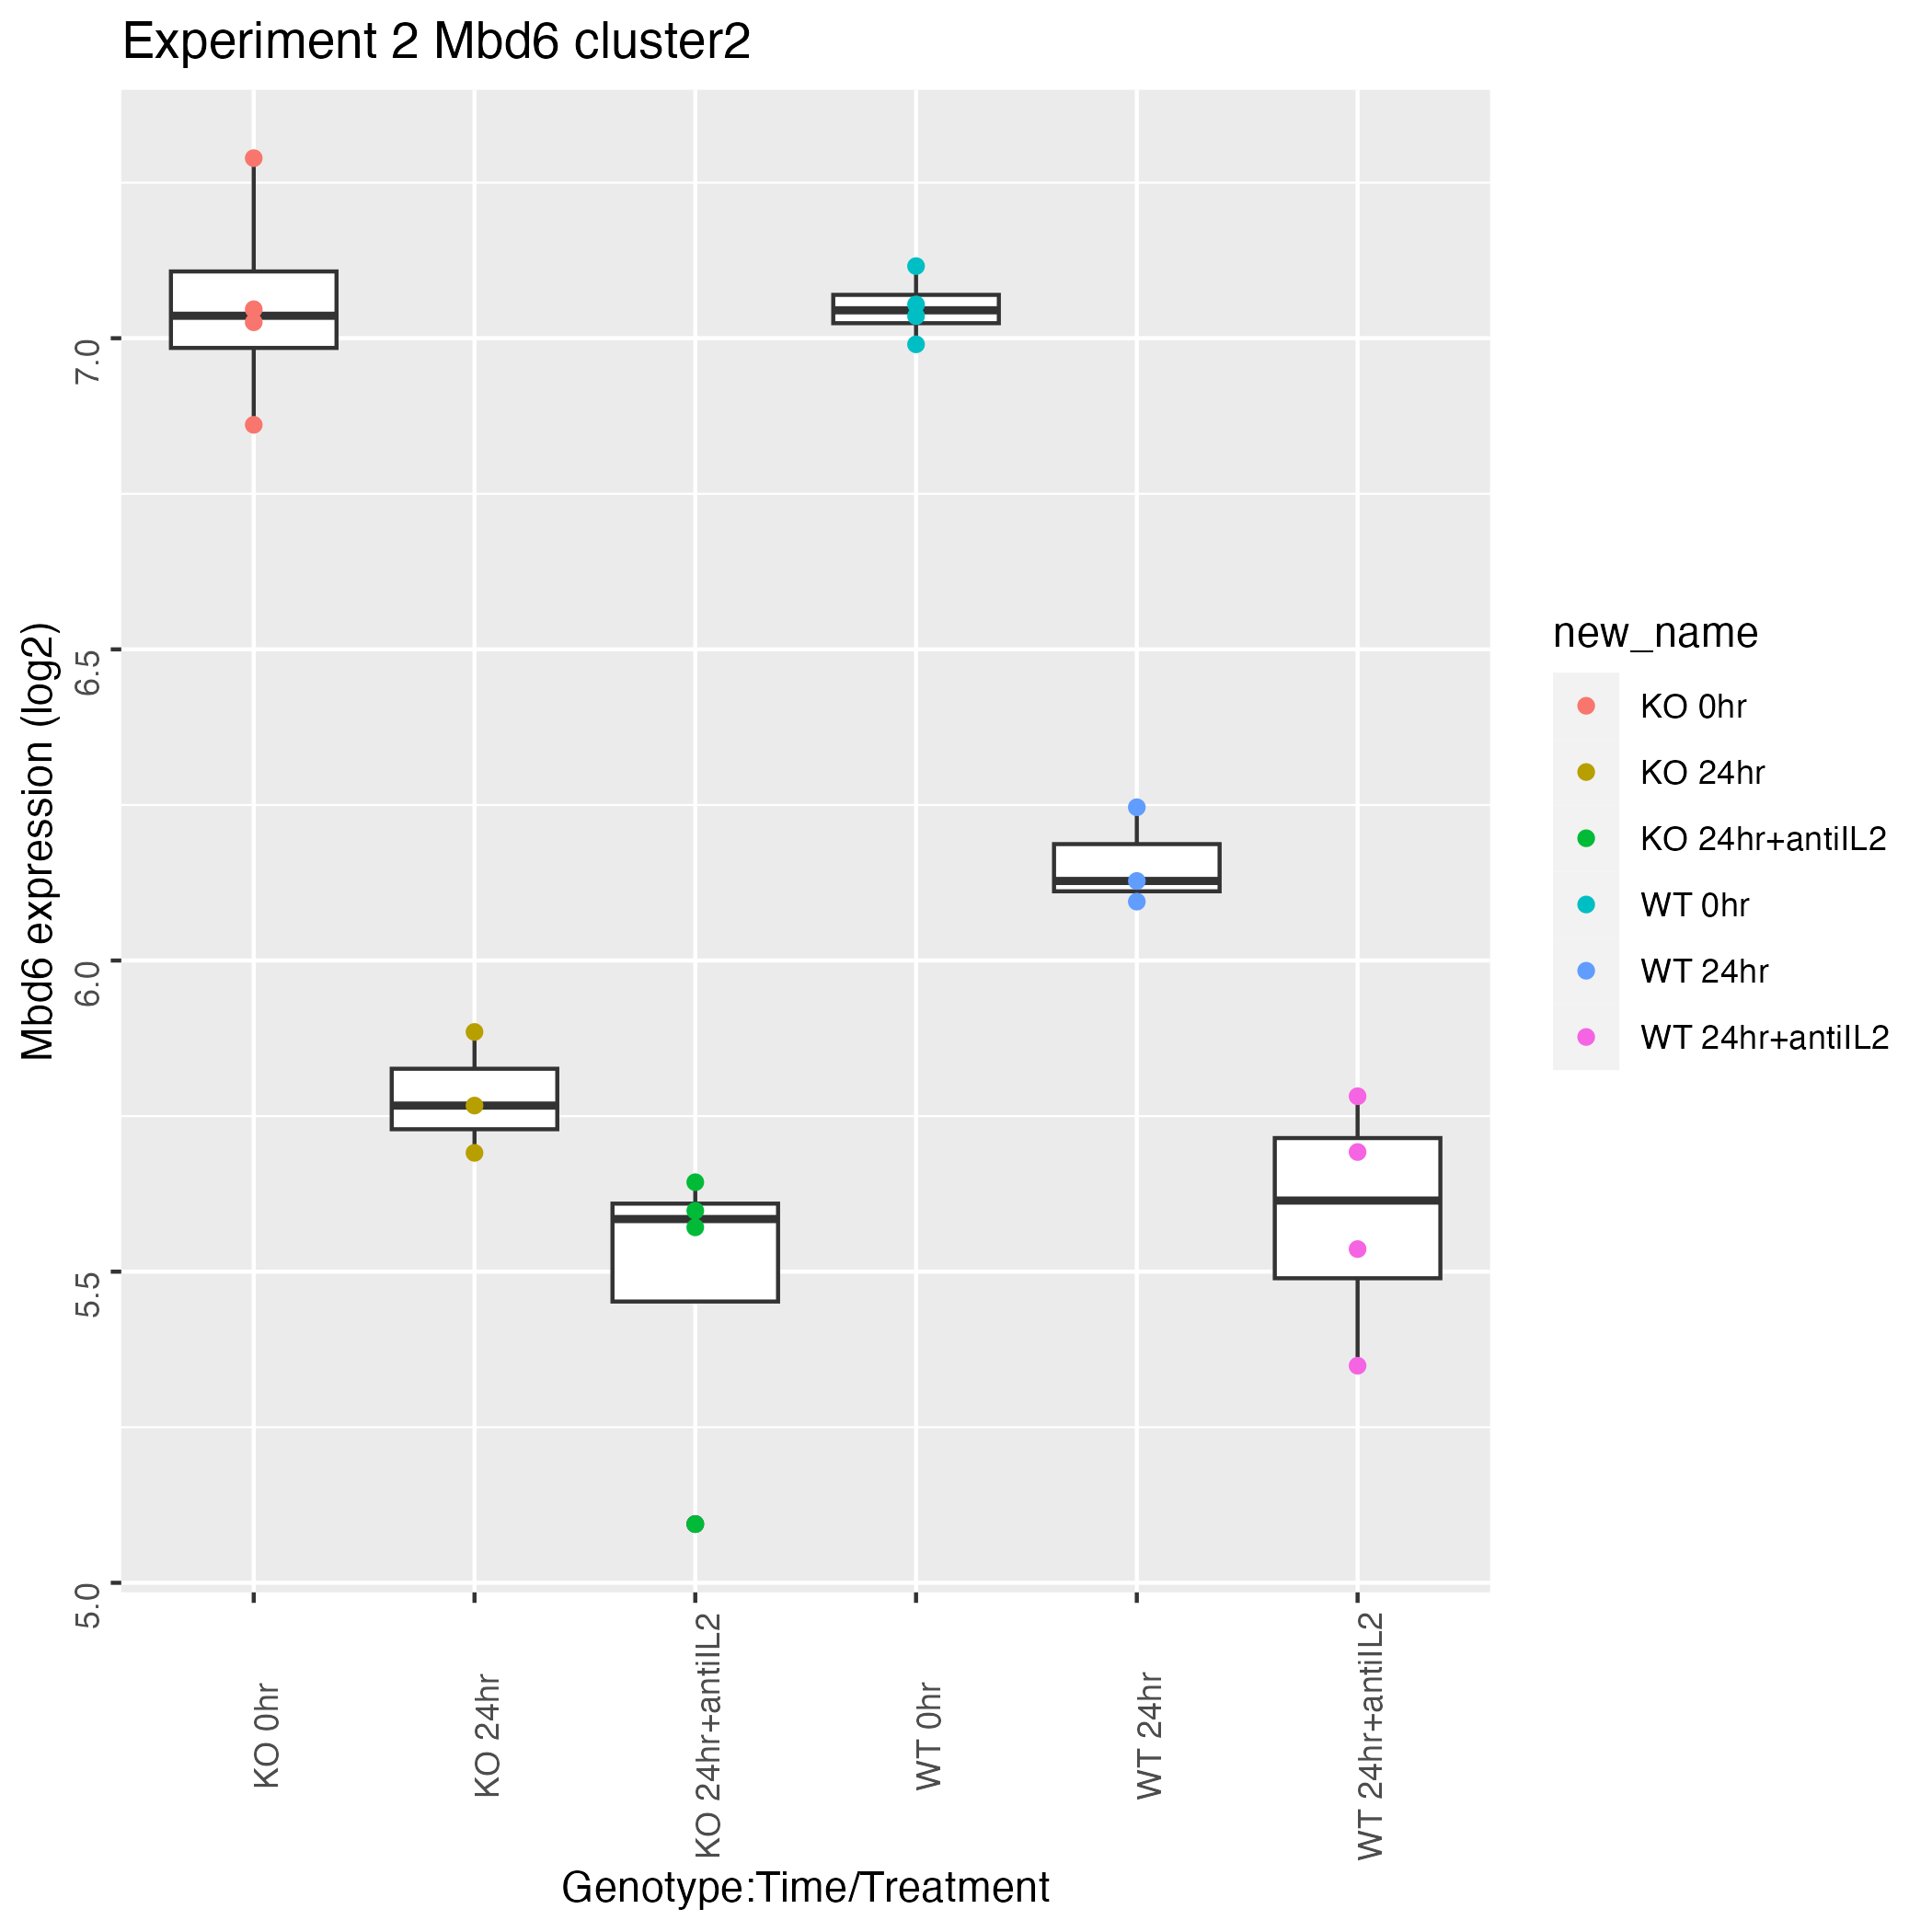 Experiment 2 Mbd6 cluster2
Mbd6 expression (log2)
7.0
6.5
6.0
5.5
5.0
KO 0hr
KO 24hr
KO 24hr+antiIL2
WT 0hr
WT 24hr
WT 24hr+antiIL2
Genotype:Time/Treatment
new_name
KO 0hr
KO 24hr
KO 24hr+antiIL2
WT 0hr
WT 24hr
WT 24hr+antiIL2